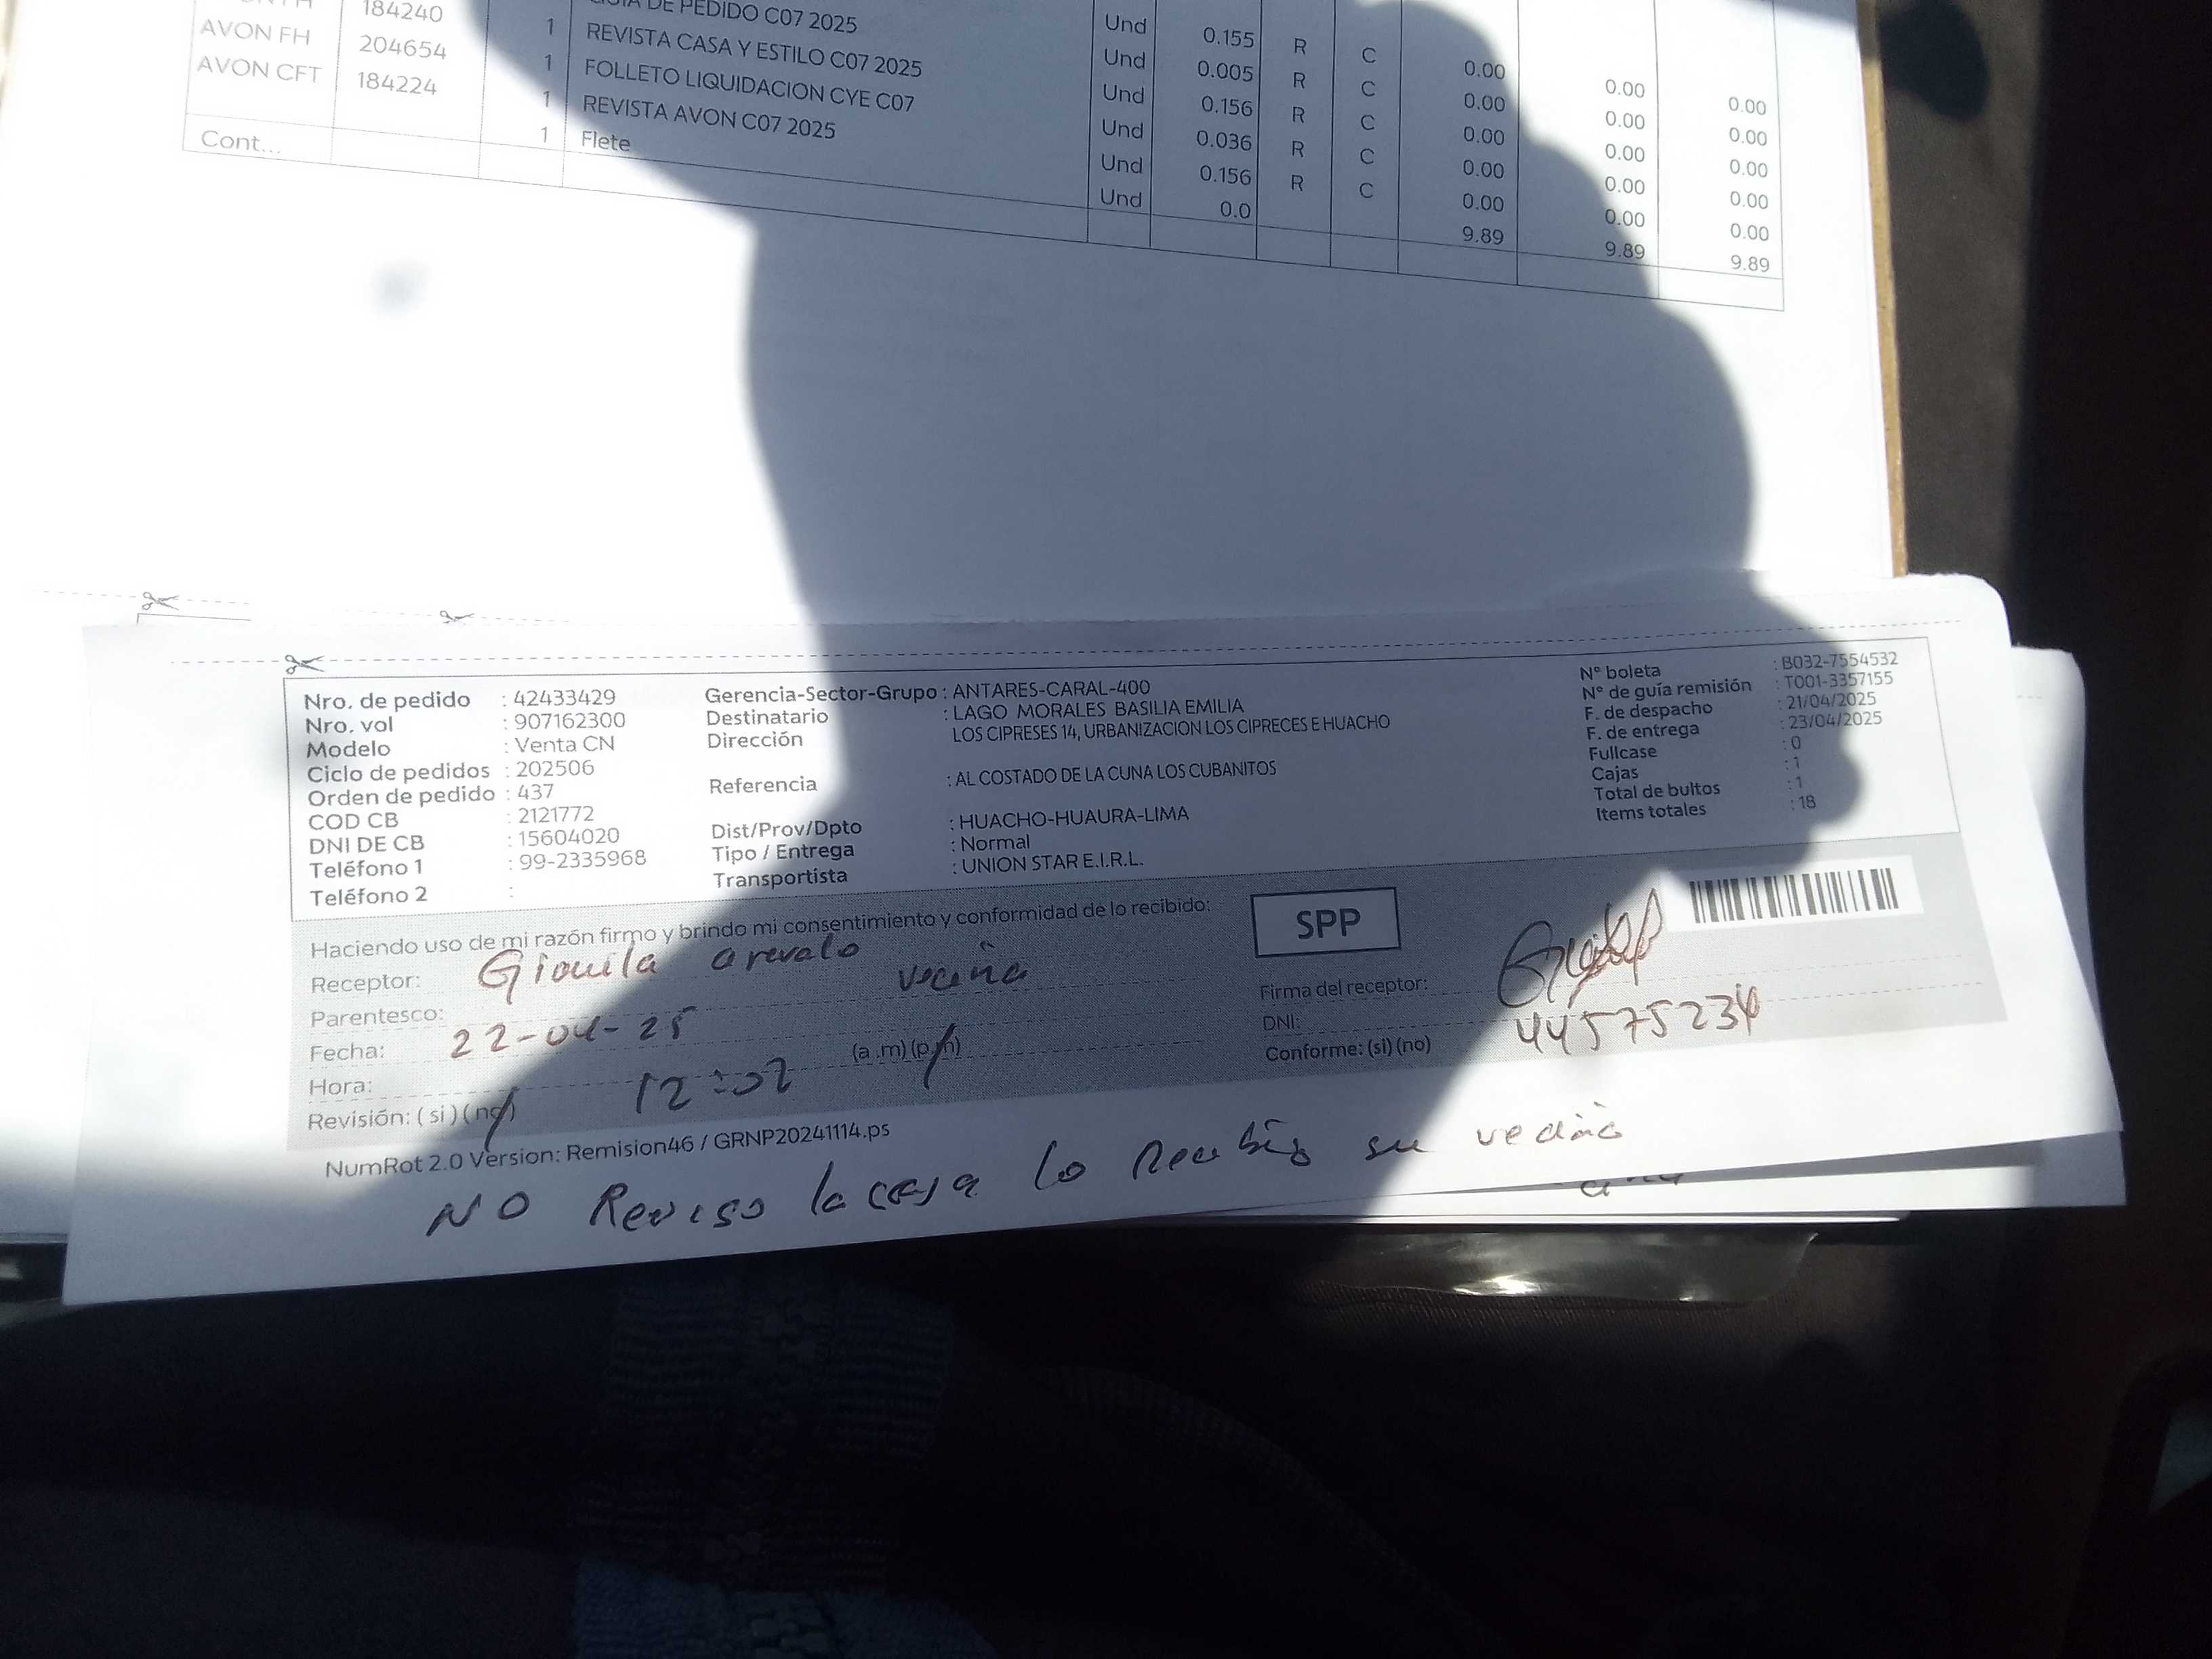 184240 DE PEDIDO C07 2025 Und 0.155 R C 0.00 0.00 0.00
AVON FH 204654 1 REVISTA CASA Y ESTILO C07 2025 Und 0.005 R C 0.00 0.00 0.00
AVON CFT 184224 1 FOLLETO LIQUIDACION CYE C07 Und 0.156 R C 0.00 0.00 0.00
1 REVISTA AVON C07 2025 Und 0.036 R C 0.00 0.00 0.00
Cont... 1 Flete Und 0.156 R C 0.00 0.00 0.00
Und 0.0 9.89 9.89 9.89
Nro. de pedido : 42433429 Gerencia-Sector-Grupo : ANTARES-CARAL-400 N° boleta : B032-7554532
Nro. vol : 907162300 Destinatario : LAGO MORALES BASILIA EMILIA N° de guía remisión : T001-3357155
Modelo : Venta CN Dirección LOS CIPRESES 14, URBANIZACION LOS CIPRECES E HUACHO F. de despacho : 21/04/2025
Ciclo de pedidos : 202506 F. de entrega : 23/04/2025
Orden de pedido : 437 Referencia : AL COSTADO DE LA CUNA LOS CUBANITOS Fullcase : 0
COD CB : 2121772 Cajas : 1
DNI DE CB : 15604020 Dist/Prov/Dpto : HUACHO-HUAURA-LIMA Total de bultos : 1
Teléfono 1 : 99-2335968 Tipo / Entrega : Normal Items totales : 18
Teléfono 2 : Transportista : UNION STAR E.I.R.L.
Haciendo uso de mi razón firmo y brindo mi consentimiento y conformidad de lo recibido: SPP
Receptor: arevalo
Parentesco: vecina Firma del receptor:
Fecha: 22-04-25 DNI: 44575234
Hora: 12:02 (a .m) (p.m) Conforme: (si) (no)
Revisión: ( si ) ( no)
NumRot 2.0 Version: Remision46 / GRNP20241114.ps
NO Reviso la casa lo Recibio su vecina